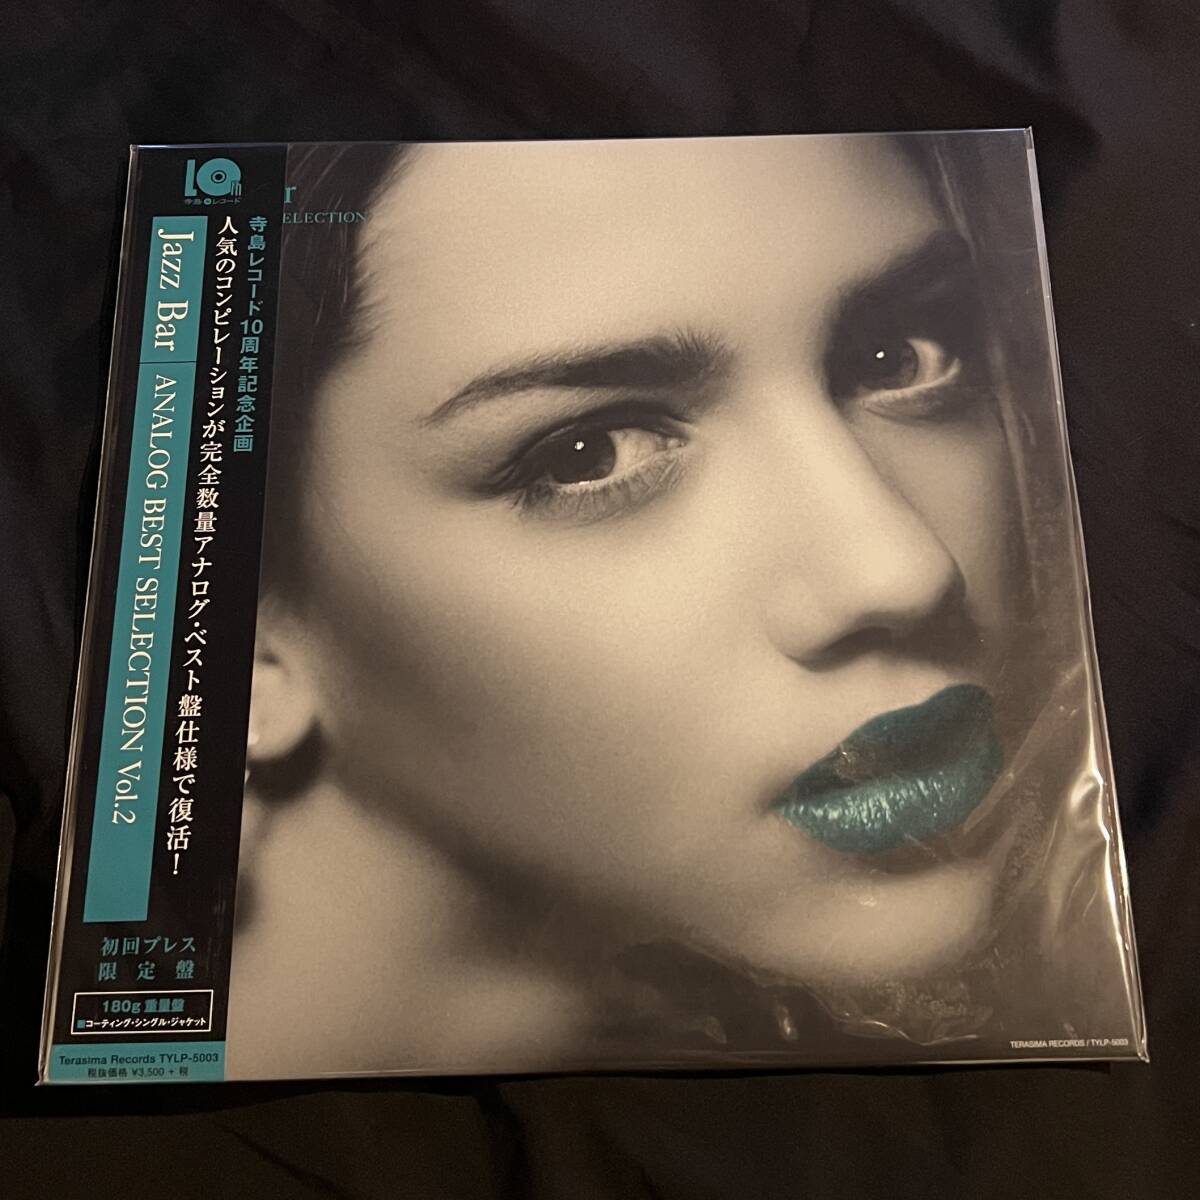 10th
寺島レコード
r
ELECTION
寺島レコード10周年記念企画
人気のコンピレーションが完全数量アナログ・ベスト盤仕様で復活！
Jazz Bar
ANALOG BEST SELECTION Vol.2
初回プレス
限定盤
180g 重量盤
■コーティング・シングル・ジャケット
Terasima Records TYLP-5003
税抜価格 ¥3,500 + 税
TERASIMA RECORDS / TYLP-5003